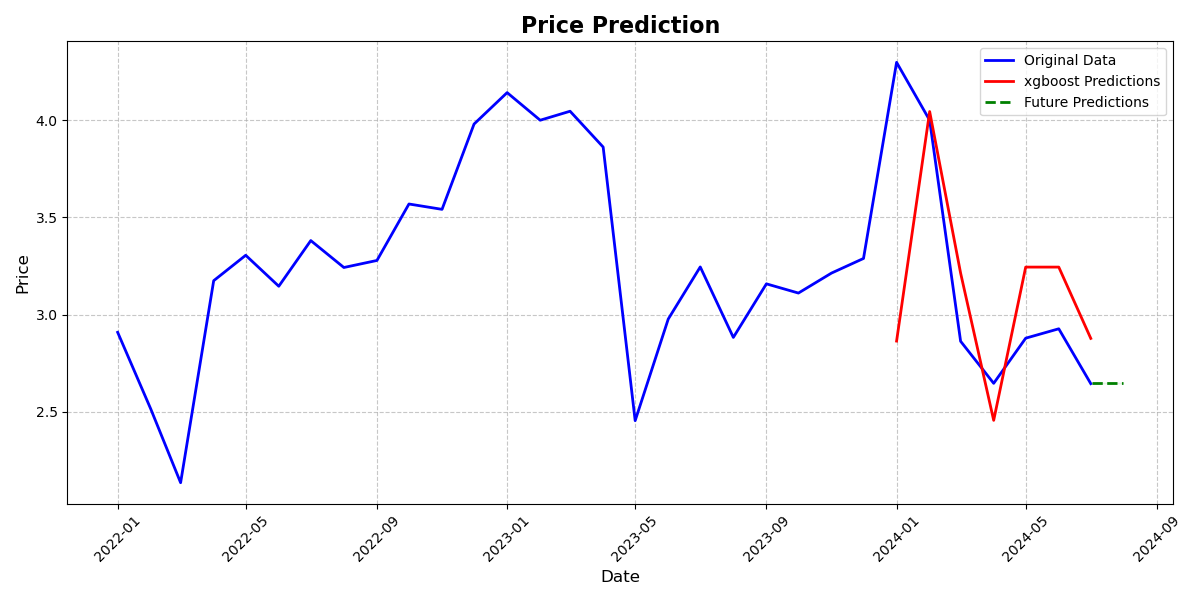 Price Prediction
Original Data
xgboost Predictions
Future Predictions
Price
4.0
3.5
3.0
2.5
2022-01
2022-05
2022-09
2023-01
2023-05
2023-09
2024-01
2024-05
2024-09
Date